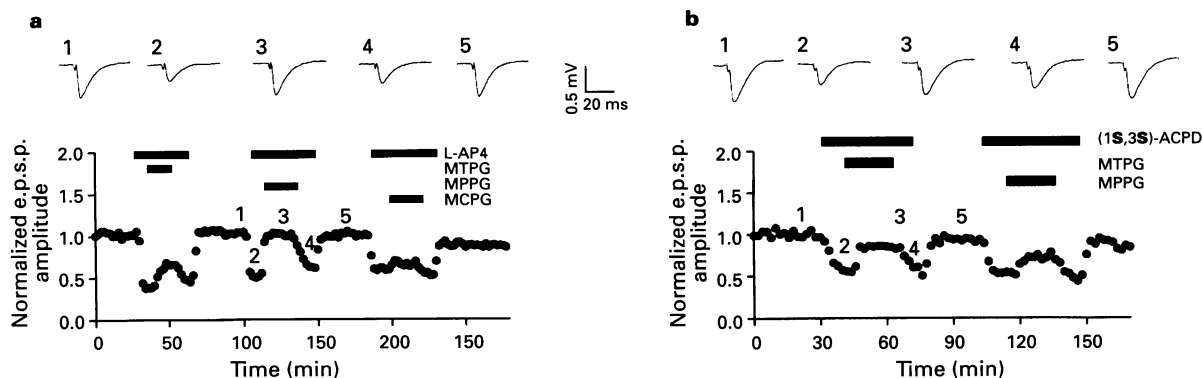 a
1 2 3 4 5
0.5 mV
20 ms
2.0
1.5
1.0
0.5
0.0
Normalized e.p.s.p.
amplitude
L-AP4
MTPG
MPPG
MCPG
1 3 5
2 4
0 50 100 150 200 150
Time (min)
b
1 2 3 4 5
2.0
1.5
1.0
0.5
0.0
Normalized e.p.s.p.
amplitude
(1S,3S)-ACPD
MTPG
MPPG
1 3 5
2 4
0 30 60 90 120 150
Time (min)